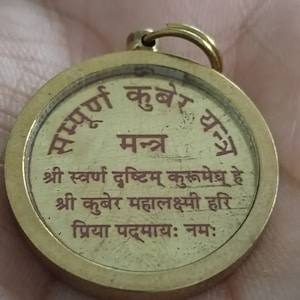 सम्पूर्ण कुबेर यन्त्र
मन्त्र
श्री स्वर्ण दृष्टिम् कुरूमेग्रृ हे
श्री कुबेर महालक्ष्मी हरि
प्रिया पद्मायः नमः